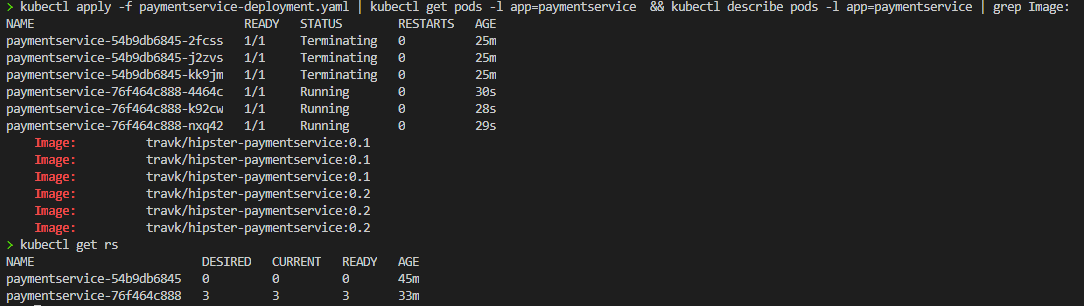 > kubectl apply -f paymentservice-deployment.yaml | kubectl get pods -l app=paymentservice  && kubectl describe pods -l app=paymentservice | grep Image:
NAME                              READY   STATUS        RESTARTS   AGE
paymentservice-54b9db6845-2fcss   1/1     Terminating   0          25m
paymentservice-54b9db6845-j2zvs   1/1     Terminating   0          25m
paymentservice-54b9db6845-kk9jm   1/1     Terminating   0          25m
paymentservice-76f464c888-4464c   1/1     Running       0          30s
paymentservice-76f464c888-k92cw   1/1     Running       0          28s
paymentservice-76f464c888-nxq42   1/1     Running       0          29s
    Image:          travk/hipster-paymentservice:0.1
    Image:          travk/hipster-paymentservice:0.1
    Image:          travk/hipster-paymentservice:0.1
    Image:          travk/hipster-paymentservice:0.2
    Image:          travk/hipster-paymentservice:0.2
    Image:          travk/hipster-paymentservice:0.2
> kubectl get rs
NAME                        DESIRED   CURRENT   READY   AGE
paymentservice-54b9db6845   0         0         0       45m
paymentservice-76f464c888   3         3         3       33m